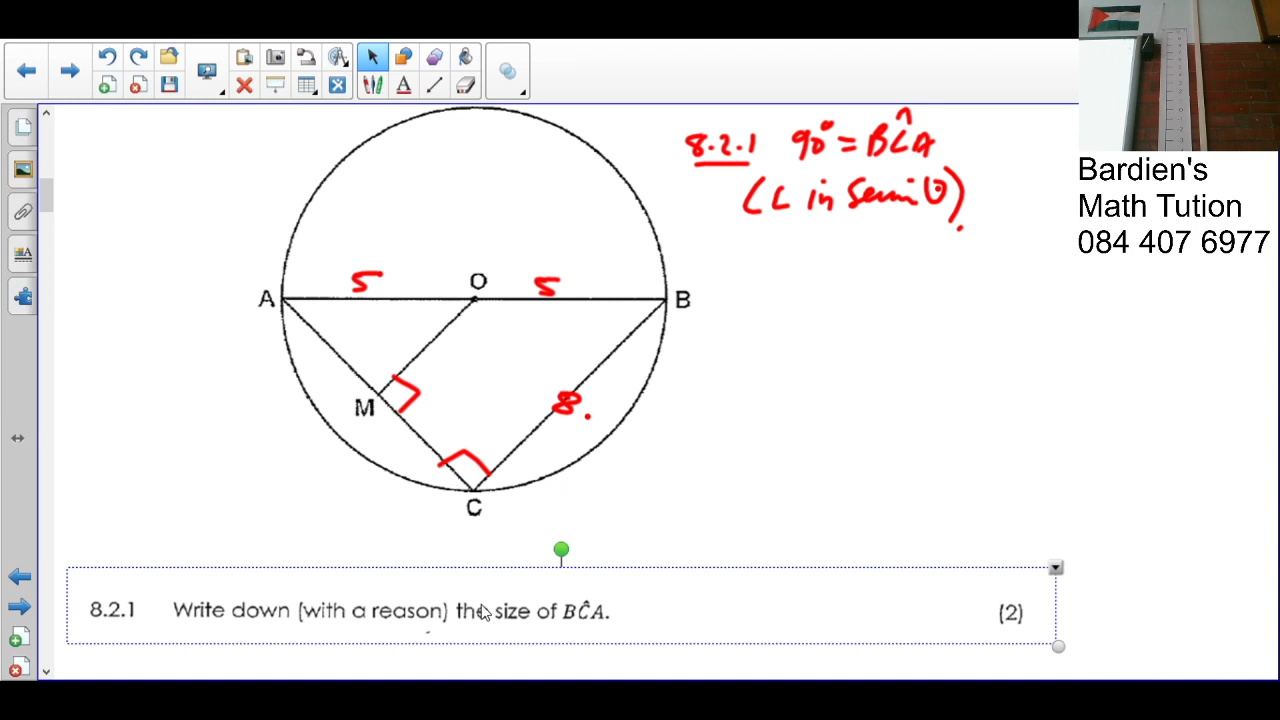 8.2.1 90° = BĈA
(∠ in semi ⊙).
5
O
5
A
B
M
8.
C
8.2.1 Write down (with a reason) the size of BĈA. (2)
Bardien's
Math Tution
084 407 6977